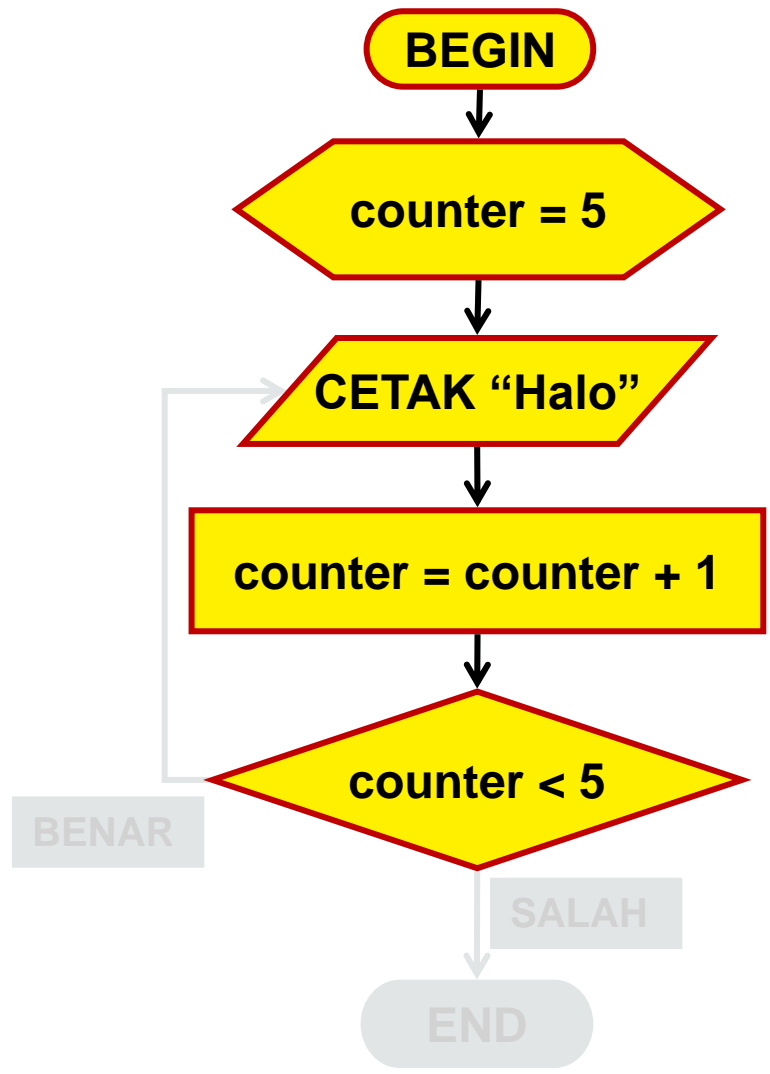 BEGIN
counter = 5
CETAK “Halo”
counter = counter + 1
counter < 5
BENAR
SALAH
END